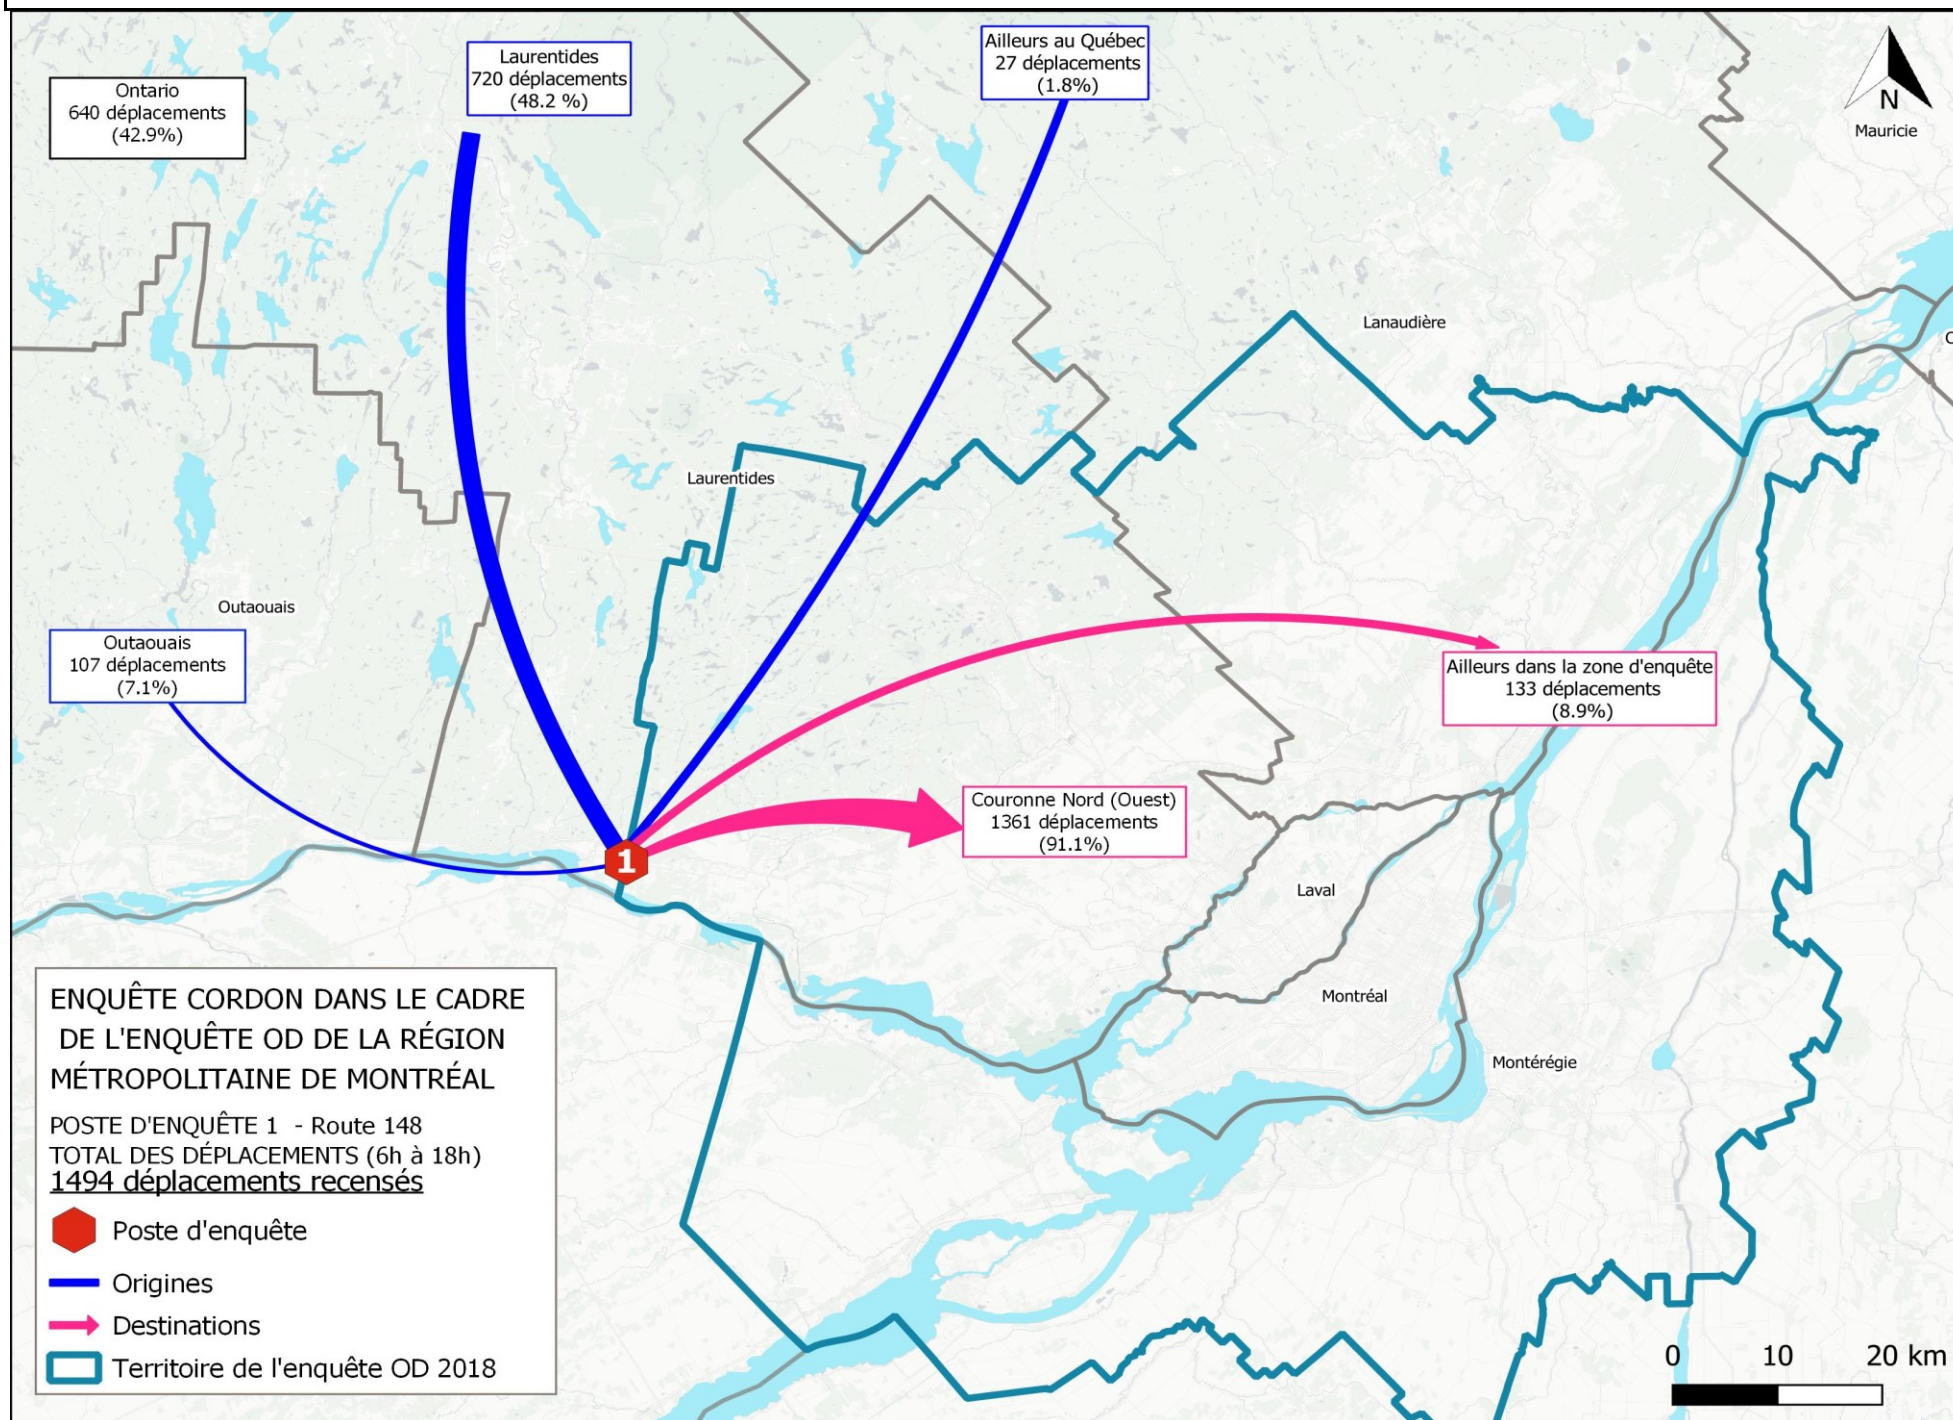 Ontario
640 déplacements
(42.9%)
Laurentides
720 déplacements
(48.2 %)
Ailleurs au Québec
27 déplacements
(1.8%)
N
Mauricie
Lanaudière
C
Laurentides
Outaouais
Outaouais
107 déplacements
(7.1%)
Ailleurs dans la zone d'enquête
133 déplacements
(8.9%)
Couronne Nord (Ouest)
1361 déplacements
(91.1%)
1
Laval
Montréal
Montérégie
ENQUÊTE CORDON DANS LE CADRE
DE L'ENQUÊTE OD DE LA RÉGION
MÉTROPOLITAINE DE MONTRÉAL
POSTE D'ENQUÊTE 1 - Route 148
TOTAL DES DÉPLACEMENTS (6h à 18h)
1494 déplacements recensés
Poste d'enquête
Origines
Destinations
Territoire de l'enquête OD 2018
0 10 20 km